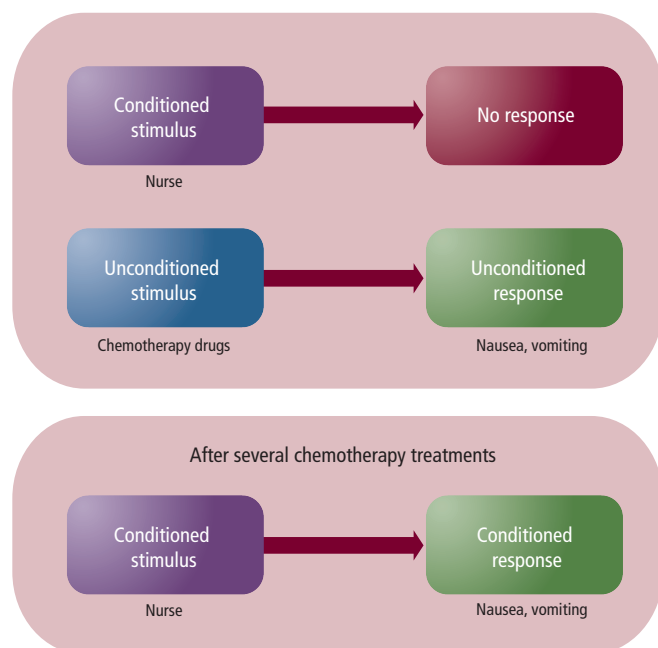 Conditioned
stimulus
No response
Nurse
Unconditioned
stimulus
Unconditioned
response
Chemotherapy drugs
Nausea, vomiting
After several chemotherapy treatments
Conditioned
stimulus
Conditioned
response
Nurse
Nausea, vomiting